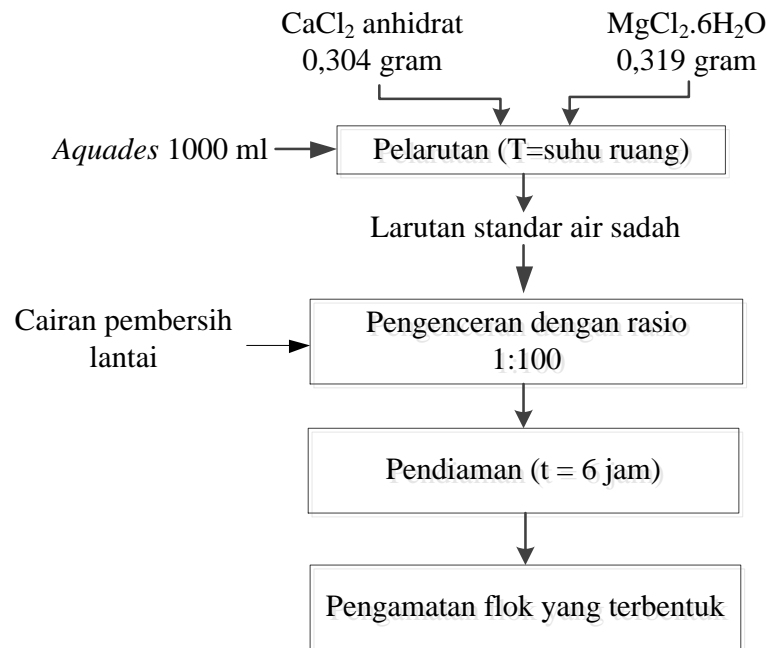 CaCl₂ anhidrat
0,304 gram
MgCl₂.6H₂O
0,319 gram
Aquades 1000 ml
Pelarutan (T=suhu ruang)
Larutan standar air sadah
Cairan pembersih
lantai
Pengenceran dengan rasio
1:100
Pendiaman (t = 6 jam)
Pengamatan flok yang terbentuk